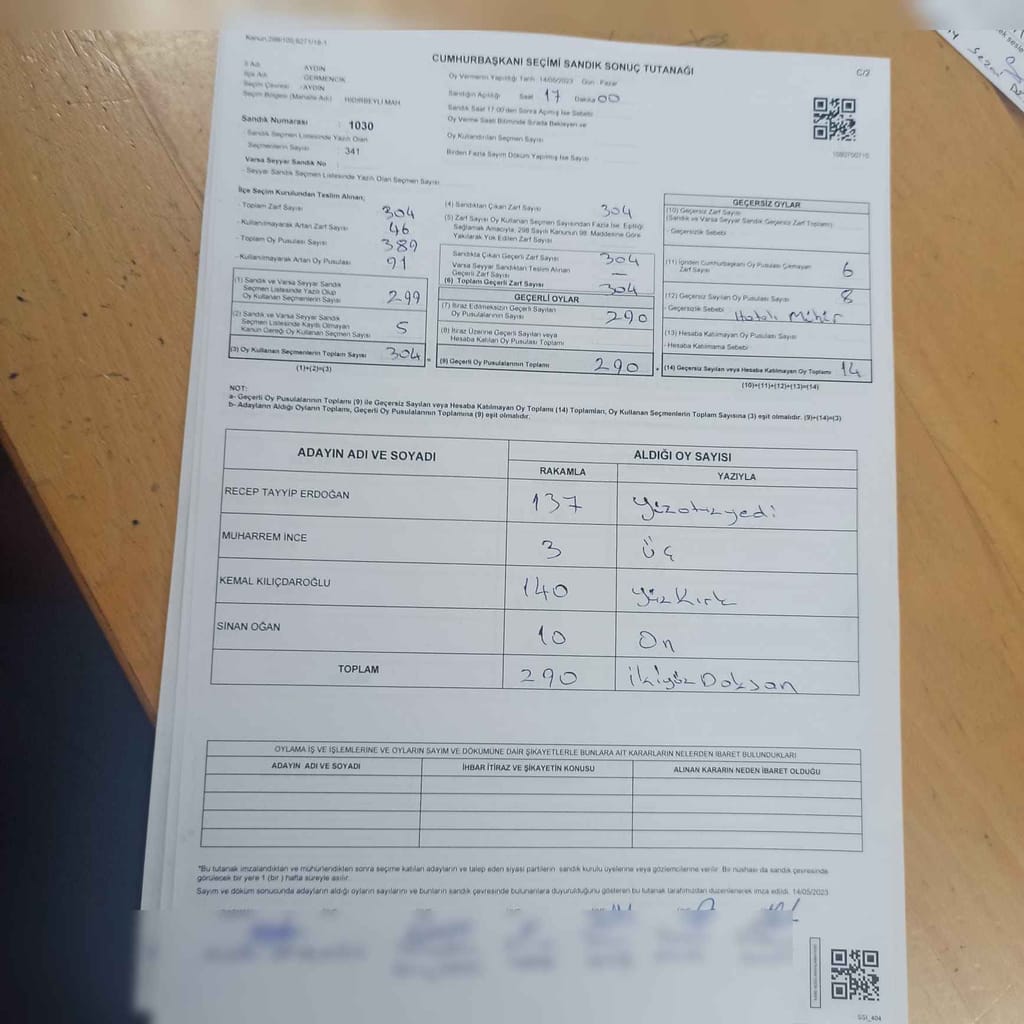 Kanun:298/100,6271/18-1
CUMHURBAŞKANI SEÇİMİ SANDIK SONUÇ TUTANAĞI
C/2
İl Adı : AYDIN
İlçe Adı : GERMENCİK
Seçim Çevresi : AYDIN
Seçim Bölgesi (Mahalle Adı) : HIDIRBEYLİ MAH
Sandık Numarası : 1030
Sandık Seçmen Listesinde Yazılı Olan
Seçmenlerin Sayısı : 341
Varsa Seyyar Sandık No
Seyyar Sandık Seçmen Listesinde Yazılı Olan Seçmen Sayısı
Oy Vermenin Yapıldığı Tarih: 14/05/2023 Gün : Pazar
Sandığın Açıldığı Saat 17 Dakika 00
Sandık Saat 17:00'den Sonra Açılmış İse Sebebi
Oy Verme Saati Bitiminde Sırada Bekleyen ve
Oy Kullandırılan Seçmen Sayısı
Birden Fazla Sayım Döküm Yapılmış İse Sayısı
İlçe Seçim Kurulundan Teslim Alınan;
- Toplam Zarf Sayısı 304
- Kullanılmayarak Artan Zarf Sayısı 46
- Toplam Oy Pusulası Sayısı 389
- Kullanılmayarak Artan Oy Pusulası 91
(1) Sandık ve Varsa Seyyar Sandık
Seçmen Listesinde Yazılı Olup
Oy Kullanan Seçmenlerin Sayısı 299
(2) Sandık ve Varsa Seyyar Sandık
Seçmen Listesinde Kayıtlı Olmayan
Kanun Gereği Oy Kullanan Seçmen Sayısı 5
(3) Oy Kullanan Seçmenlerin Toplam Sayısı 304 =
(1)+(2)=(3)
(4) Sandıktan Çıkan Zarf Sayısı 304
(5) Zarf Sayısı Oy Kullanan Seçmen Sayısından Fazla İse, Eşitliği
Sağlamak Amacıyla, 298 Sayılı Kanunun 98. Maddesine Göre
Yakılarak Yok Edilen Zarf Sayısı
Sandıkta Çıkan Geçerli Zarf Sayısı 304
Varsa Seyyar Sandıktan Teslim Alınan
Geçerli Zarf Sayısı —
(6) Toplam Geçerli Zarf Sayısı 304
GEÇERLİ OYLAR
(7) İtiraz Edilmeksizin Geçerli Sayılan
Oy Pusulalarının Sayısı 290
(8) İtiraz Üzerine Geçerli Sayılan veya
Hesaba Katılan Oy Pusulası Toplamı
(9) Geçerli Oy Pusulalarının Toplamı 290 +
GEÇERSİZ OYLAR
(10) Geçersiz Zarf Sayısı
(Sandık ve Varsa Seyyar Sandık Geçersiz Zarf Toplamı)
- Geçersizlik Sebebi
(11) İçinden Cumhurbaşkanı Oy Pusulası Çıkmayan
Zarf Sayısı 6
(12) Geçersiz Sayılan Oy Pusulası Sayısı 8
- Geçersizlik Sebebi Hatalı Mühür
(13) Hesaba Katılmayan Oy Pusulası Sayısı
- Hesaba Katılmama Sebebi
(14) Geçersiz Sayılan veya Hesaba Katılmayan Oy Toplamı 14
(10)+(11)+(12)+(13)=(14)
NOT:
a- Geçerli Oy Pusulalarının Toplamı (9) ile Geçersiz Sayılan veya Hesaba Katılmayan Oy Toplamı (14) Toplamları, Oy Kullanan Seçmenlerin Toplam Sayısına (3) eşit olmalıdır. (9)+(14)=(3)
b- Adayların Aldığı Oyların Toplamı, Geçerli Oy Pusulalarının Toplamına (9) eşit olmalıdır.
ADAYIN ADI VE SOYADI
ALDIĞI OY SAYISI
RAKAMLA YAZIYLA
RECEP TAYYİP ERDOĞAN 137 Yüzotuzyedi
MUHARREM İNCE 3 Üç
KEMAL KILIÇDAROĞLU 140 YüzKırk
SİNAN OĞAN 10 On
TOPLAM 290 İkiyüzDoksan
OYLAMA İŞ VE İŞLEMLERİNE VE OYLARIN SAYIM VE DÖKÜMÜNE DAİR ŞİKAYETLERLE BUNLARA AİT KARARLARIN NELERDEN İBARET BULUNDUKLARI
ADAYIN ADI VE SOYADI İHBAR İTİRAZ VE ŞİKAYETİN KONUSU ALINAN KARARIN NEDEN İBARET OLDUĞU
*Bu tutanak imzalandıktan ve mühürlendikten sonra seçime katılan adayların ve talep eden siyasi partilerin sandık kurulu üyelerine veya gözlemcilerine verilir. Bir nüshası da sandık çevresinde
görülecek bir yere 1 (bir ) hafta süreyle asılır.
Sayım ve döküm sonucunda adayların aldığı oyların sayılarını ve bunların sandık çevresinde bulunanlara duyurulduğunu gösteren bu tutanak tarafımızdan düzenlenerek imza edildi. 14/05/2023
SSI_404